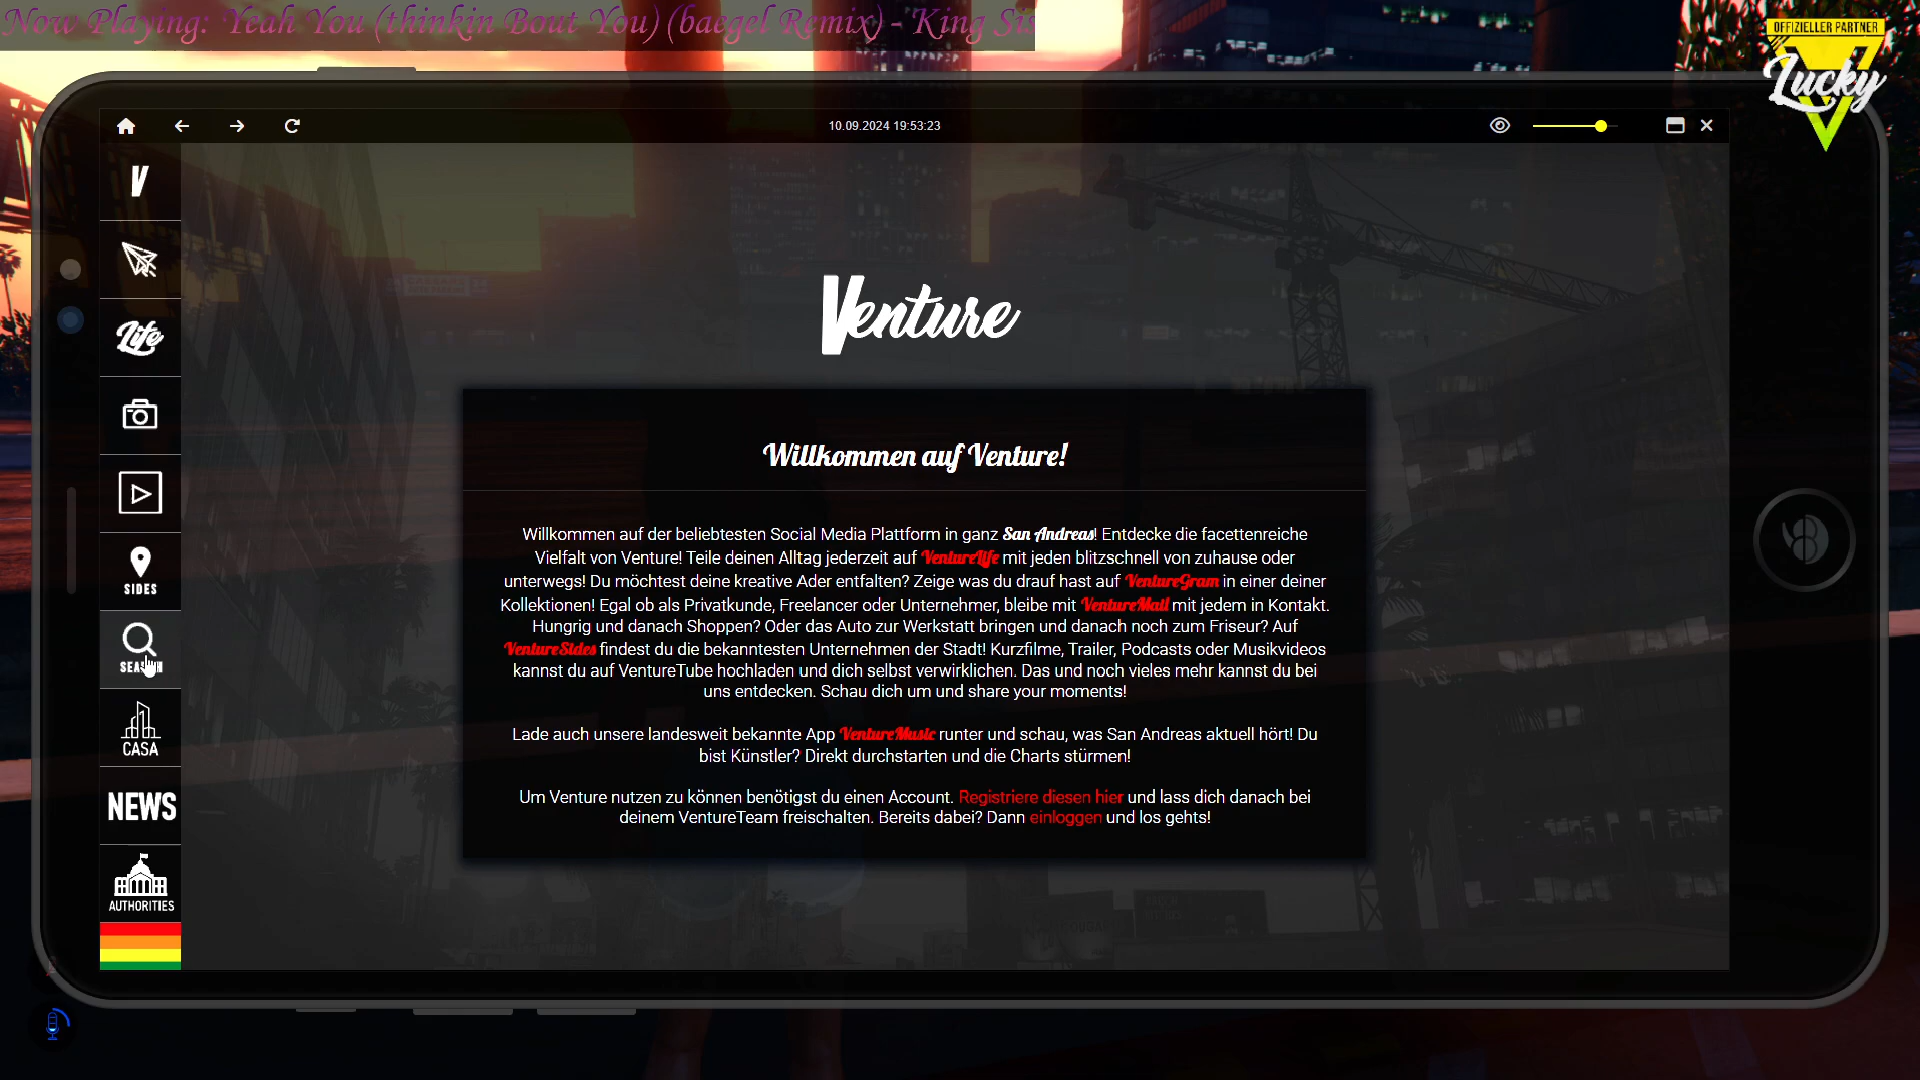 Now Playing: Yeah You (thinkin Bout You) (baegel Remix) - King Sis
OFFIZIELLER PARTNER
Lucky
V
10.09.2024 19:53:23
V
Life
SIDES
CASA
NEWS
AUTHORITIES
Venture
Willkommen auf Venture!
Willkommen auf der beliebtesten Social Media Plattform in ganz San Andreas! Entdecke die facettenreiche
Vielfalt von Venture! Teile deinen Alltag jederzeit auf VentureLife mit jeden blitzschnell von zuhause oder
unterwegs! Du möchtest deine kreative Ader entfalten? Zeige was du drauf hast auf VentureGram in einer deiner
Kollektionen! Egal ob als Privatkunde, Freelancer oder Unternehmer, bleibe mit VentureMail mit jedem in Kontakt.
Hungrig und danach Shoppen? Oder das Auto zur Werkstatt bringen und danach noch zum Friseur? Auf
VentureSides findest du die bekanntesten Unternehmen der Stadt! Kurzfilme, Trailer, Podcasts oder Musikvideos
kannst du auf VentureTube hochladen und dich selbst verwirklichen. Das und noch vieles mehr kannst du bei
uns entdecken. Schau dich um und share your moments!
Lade auch unsere landesweit bekannte App VentureMusic runter und schau, was San Andreas aktuell hört! Du
bist Künstler? Direkt durchstarten und die Charts stürmen!
Um Venture nutzen zu können benötigst du einen Account. Registriere diesen hier und lass dich danach bei
deinem VentureTeam freischalten. Bereits dabei? Dann einloggen und los gehts!